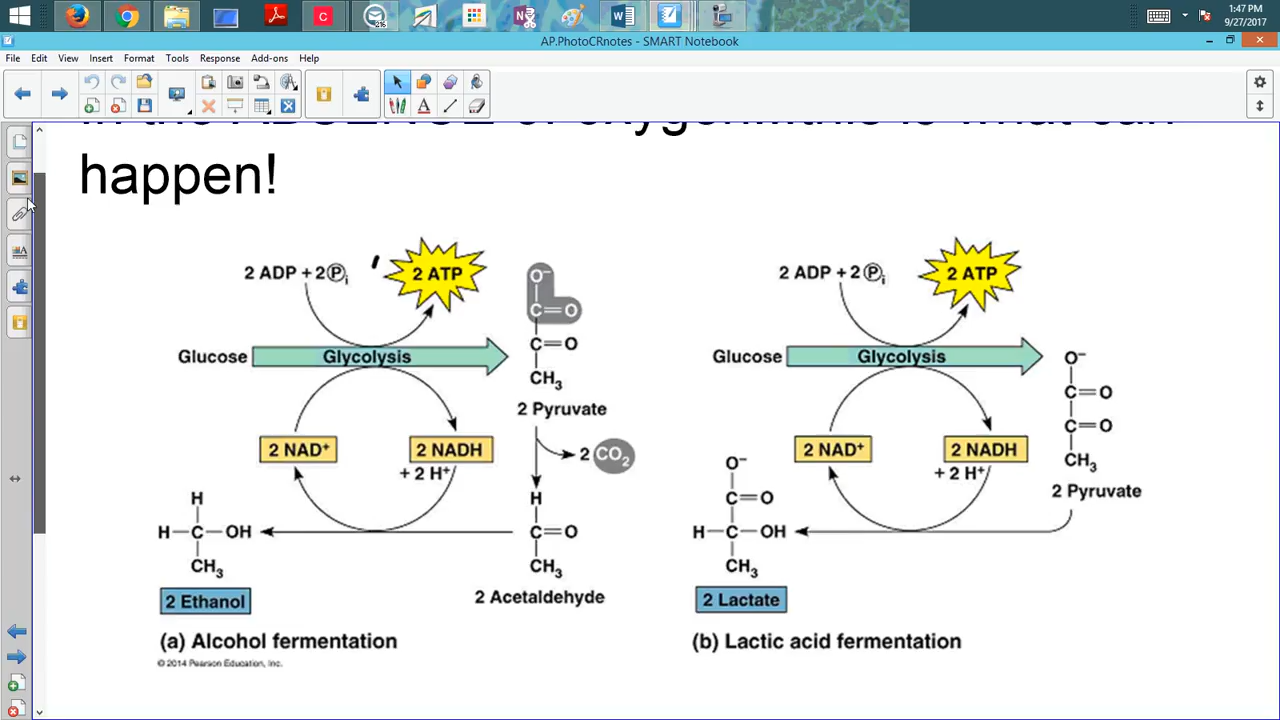 1:47 PM
9/27/2017
AP.PhotoCRnotes - SMART Notebook
File Edit View Insert Format Tools Response Add-ons Help
happen!
2 ADP + 2 Pi
2 ATP
Glucose
Glycolysis
O⁻
C=O
C=O
CH3
2 Pyruvate
2 NAD⁺
2 NADH
+ 2 H⁺
2 CO2
H
H—C—OH
CH3
2 Ethanol
H
C=O
CH3
2 Acetaldehyde
(a) Alcohol fermentation
© 2014 Pearson Education, Inc.
2 ADP + 2 Pi
2 ATP
Glucose
Glycolysis
O⁻
C=O
C=O
CH3
2 Pyruvate
2 NAD⁺
2 NADH
+ 2 H⁺
O⁻
C=O
H—C—OH
CH3
2 Lactate
(b) Lactic acid fermentation